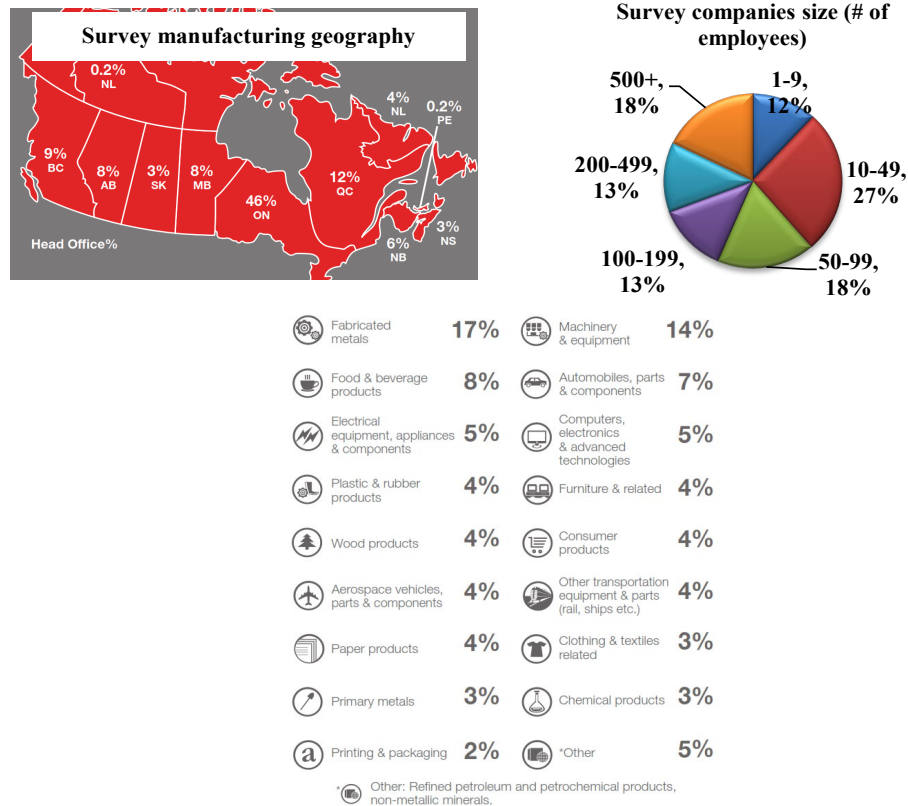 Survey manufacturing geography
0.2%
NL
4%
NL
0.2%
PE
9%
BC
8%
AB
3%
SK
8%
MB
46%
ON
12%
QC
6%
NB
3%
NS
Head Office%
Survey companies size (# of
employees)
500+,
18%
1-9,
12%
200-499,
13%
10-49,
27%
100-199,
13%
50-99,
18%
Fabricated
metals
17%
Machinery
& equipment
14%
Food & beverage
products
8%
Automobiles, parts
& components
7%
Electrical
equipment, appliances
& components
5%
Computers,
electronics
& advanced
technologies
5%
Plastic & rubber
products
4%
Furniture & related
4%
Wood products
4%
Consumer
products
4%
Aerospace vehicles,
parts & components
4%
Other transportation
equipment & parts
(rail, ships etc.)
4%
Paper products
4%
Clothing & textiles
related
3%
Primary metals
3%
Chemical products
3%
a
Printing & packaging
2%
*Other
5%
* Other: Refined petroleum and petrochemical products,
non-metallic minerals.